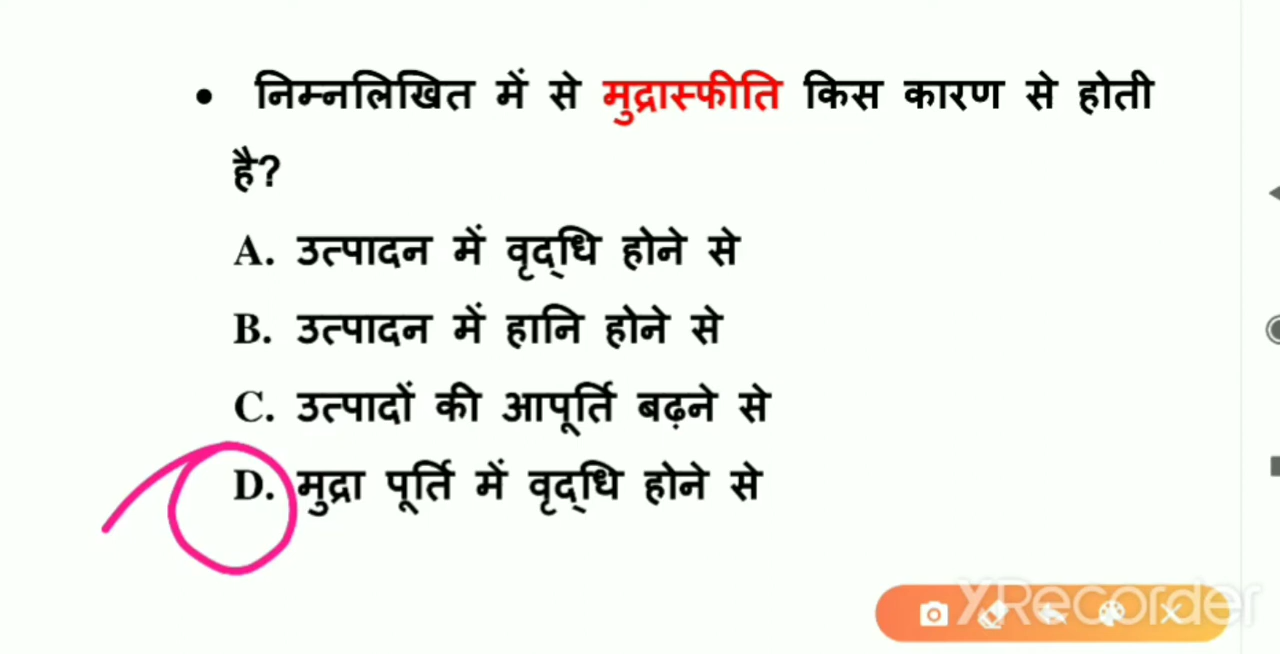 • निम्नलिखित में से मुद्रास्फीति किस कारण से होती
है?
A. उत्पादन में वृद्धि होने से
B. उत्पादन में हानि होने से
C. उत्पादों की आपूर्ति बढ़ने से
D. मुद्रा पूर्ति में वृद्धि होने से
XRecorder